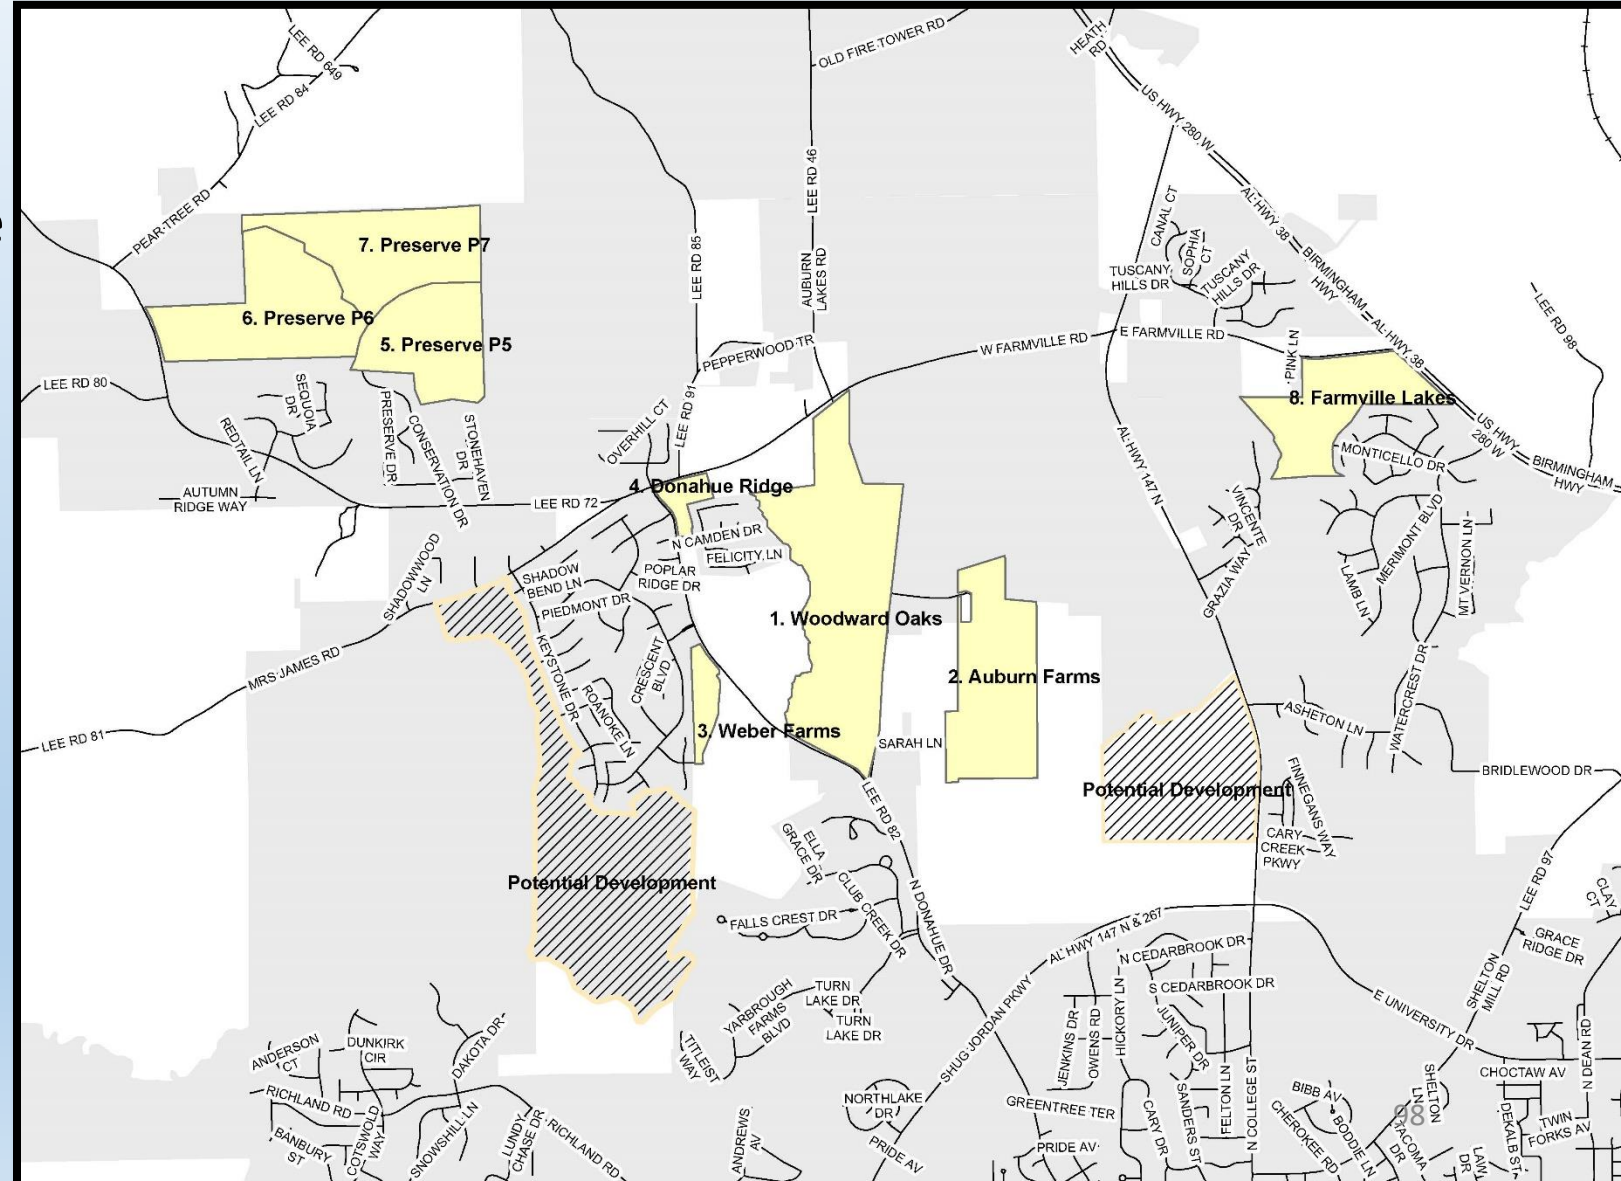 LEE RD 649
LEE RD 84
OLD FIRE TOWER RD
HEATH
RD
US HWY 280 W
PEAR TREE RD
LEE RD 46
AL HWY 38
CANAL CT
SOPHIA
CT
7. Preserve P7
LEE RD 85
AUBURN
LAKES RD
TUSCANY
HILLS DR
TUSCANY
HILLS DR
BIRMINGHAM
HWY
LEE RD 98
6. Preserve P6
5. Preserve P5
PEPPERWOOD TR
W FARMVILLE RD
E FARMVILLE RD
AL HWY 38
PINK LN
LEE RD 80
SEQUOIA
DR
PRESERVE DR
CONSERVATION DR
STONEHAVEN
DR
OVERHILL CT
LEE RD 91
8. Farmville Lakes
US HWY
280 W
REDTAIL LN
AL HWY 147 N
MONTICELLO DR
BIRMINGHAM
HWY
AUTUMN
RIDGE WAY
LEE RD 72
4. Donahue Ridge
N CAMDEN DR
FELICITY LN
VINCENTE
DR
MERIMONT BLVD
MT VERNON LN
SHADOWWOOD
LN
SHADOW
BEND LN
POPLAR
RIDGE DR
PIEDMONT DR
GRAZIA WAY
LAMB LN
1. Woodward Oaks
MRS JAMES RD
KEYSTONE DR
ROANOKE LN
CRESCENT
BLVD
2. Auburn Farms
WATERCREST DR
LEE RD 81
3. Weber Farms
SARAH LN
ASHETON LN
BRIDLEWOOD DR
Potential Development
FINNEGANS WAY
LEE RD 82
CARY
CREEK
PKWY
ELLA
GRACE DR
Potential Development
CLUB CREEK DR
N DONAHUE DR
FALLS CREST DR
LEE RD 97
CLAY
CT
AL HWY 147 N & 267
N CEDARBROOK DR
GRACE
RIDGE DR
S CEDARBROOK DR
SHELTON
MILL RD
E UNIVERSITY DR
YARBROUGH
FARMS
BLVD
TURN
LAKE DR
TURN
LAKE DR
SHUG JORDAN PKWY
JENKINS DR
OWENS RD
HICKORY LN
JUNIPER DR
N DEAN RD
ANDERSON
CT
DUNKIRK
CIR
DAKOTA DR
TITLEIST
WAY
CHOCTAW AV
RICHLAND RD
NORTHLAKE
DR
GREENTREE TER
CARY DR
SANDERS ST
FELTON LN
N COLLEGE ST
BIBB AV
CHEROKEE RD
BODDIE LN
SHELTON
LN
98
TACOMA
DR
DEKALB ST
TWIN
FORKS AV
BANBURY
ST
COTSWOLD
WAY
SNOWSHILL LN
LUNDY
CHASE DR
RICHLAND RD
ANDREWS
AV
PRIDE AV
PRIDE AV
DR